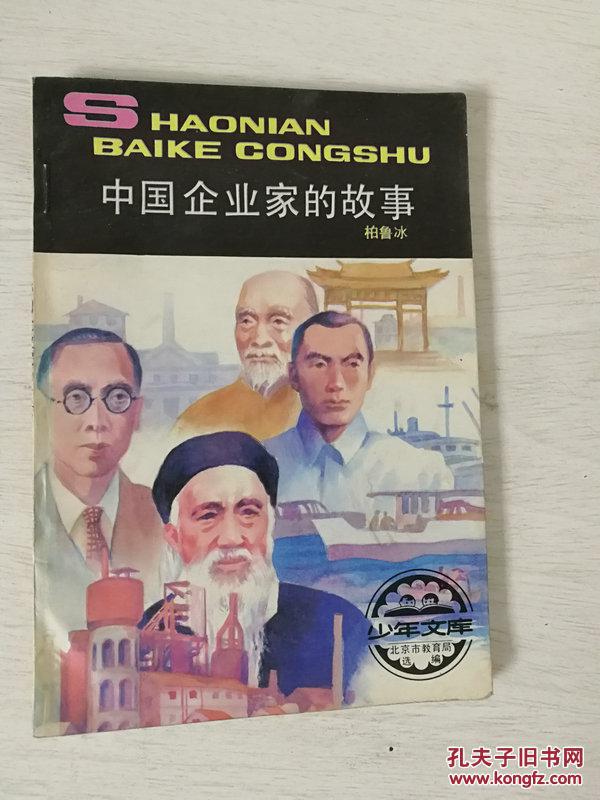 SHAONIAN
BAIKE CONGSHU
中国企业家的故事
柏鲁冰
少年文库
北京市教育局
选编
孔夫子旧书网
www.kongfz.com